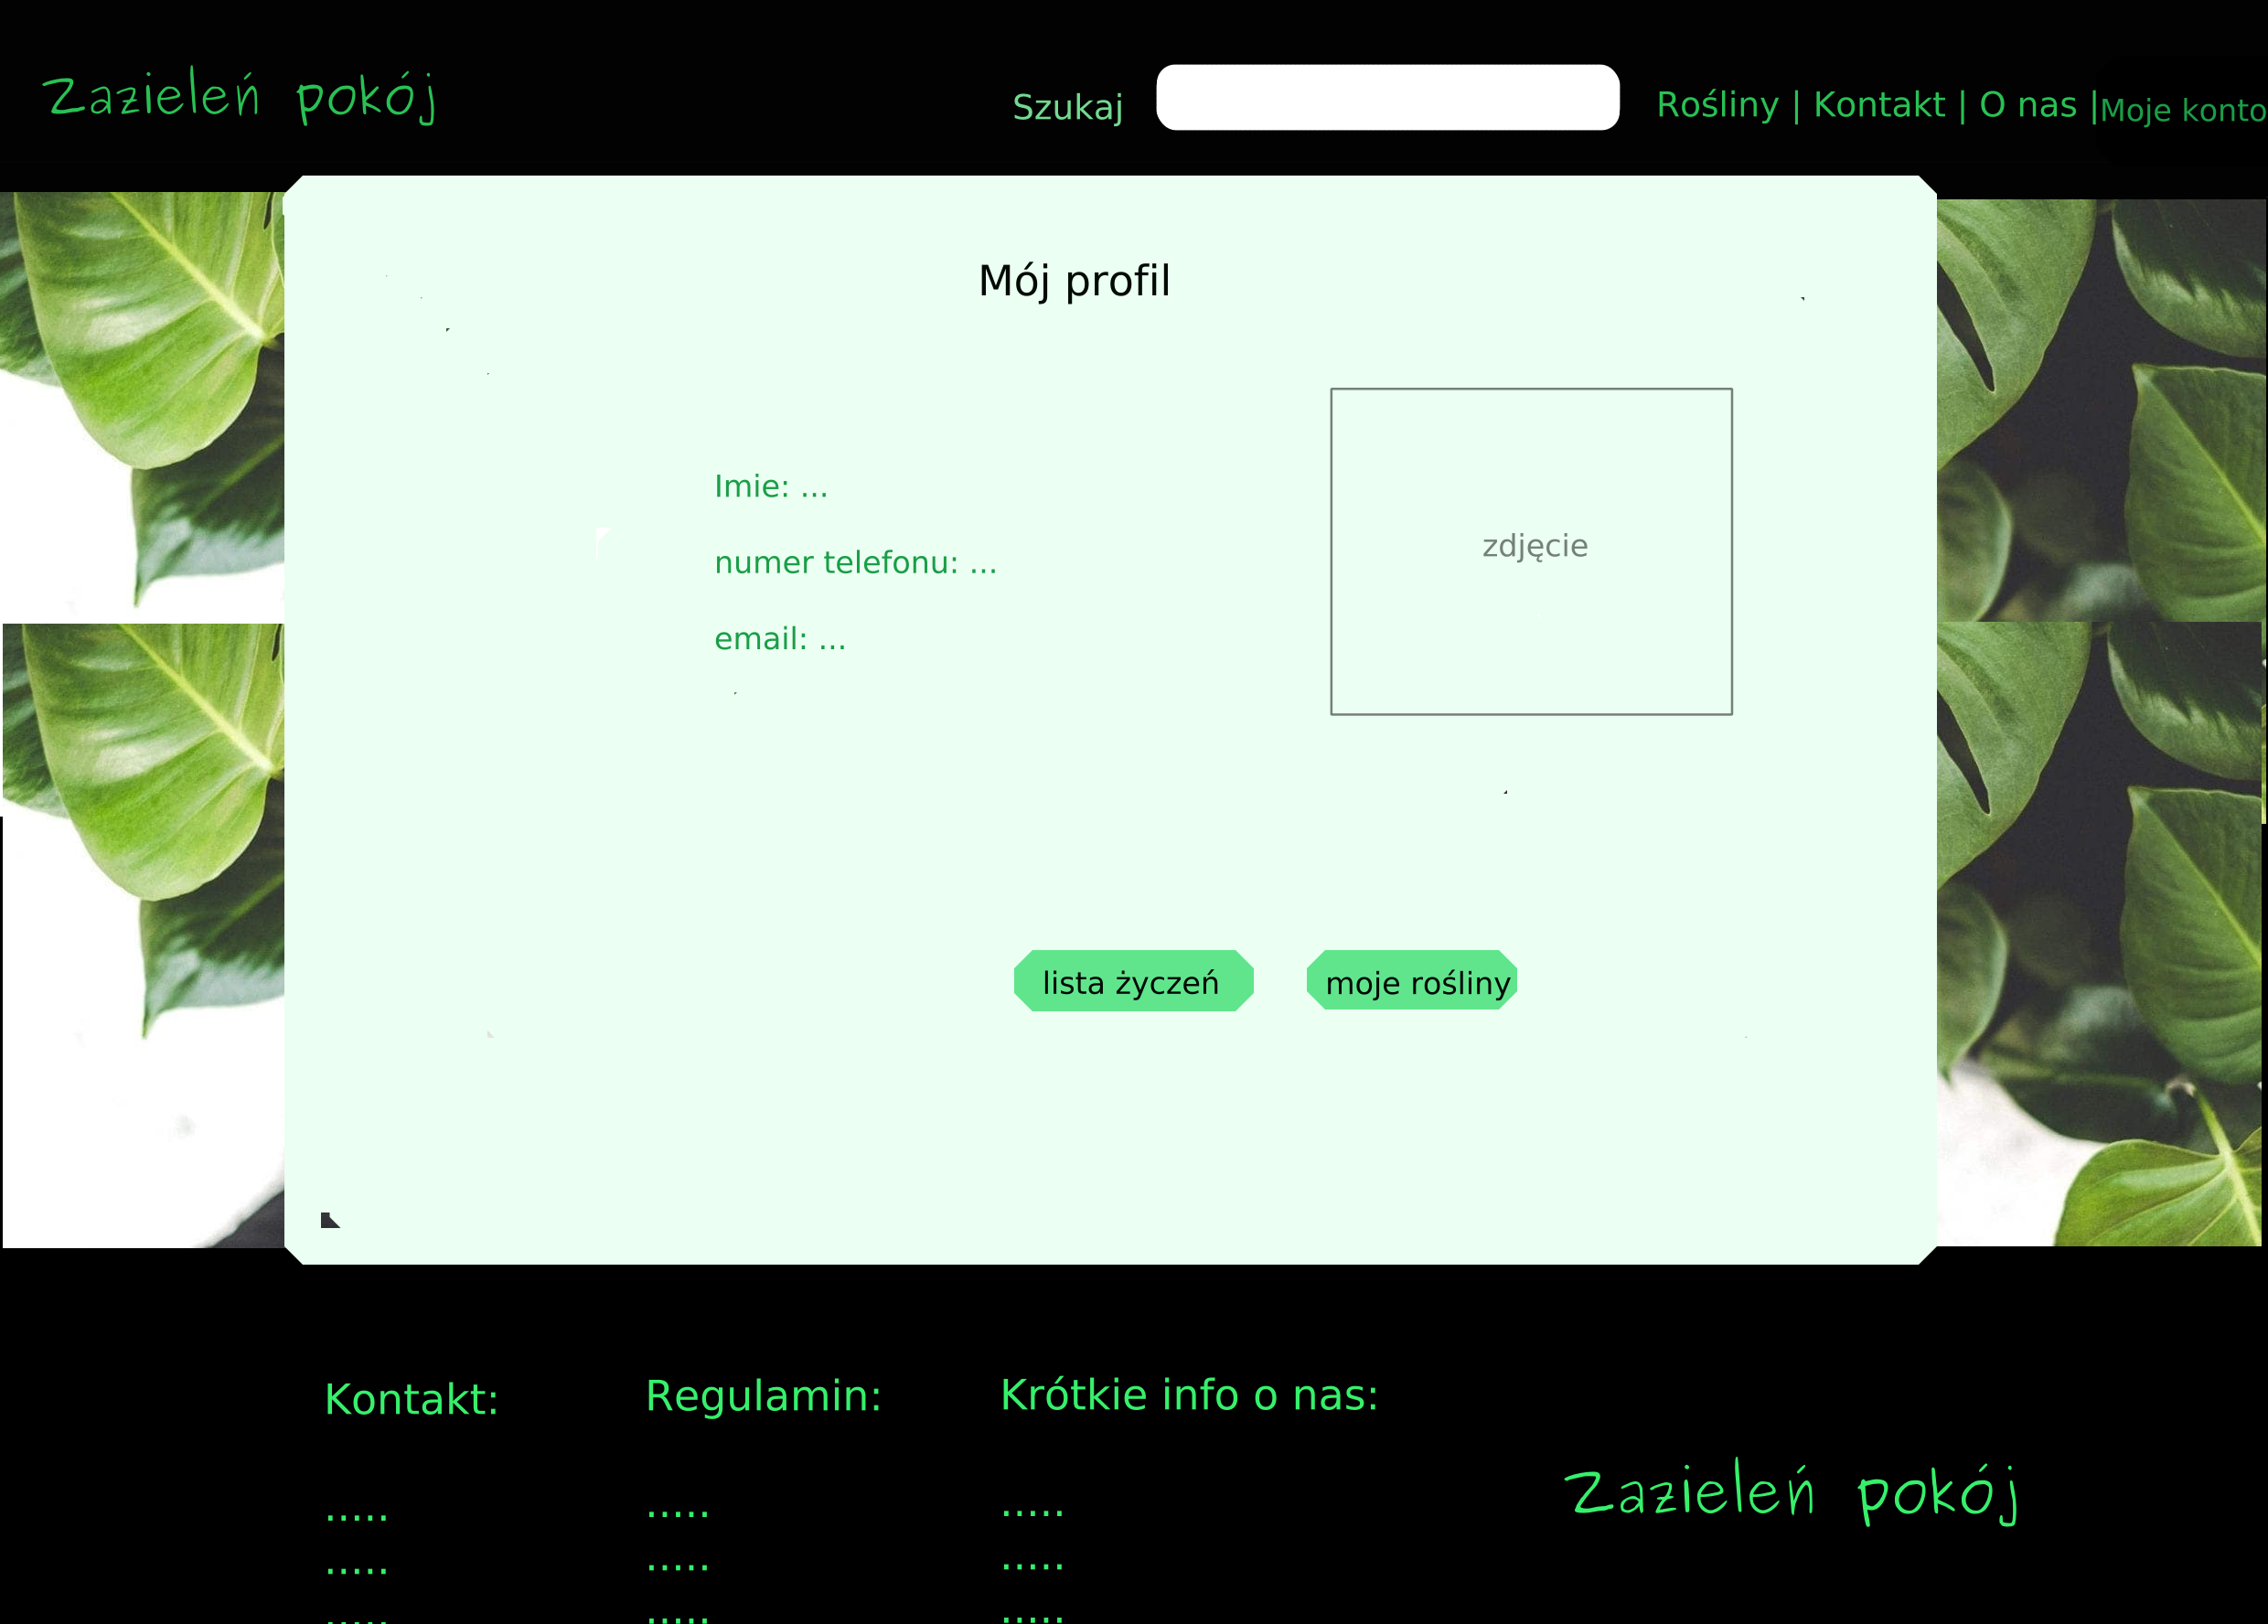 Zazieleń pokój
Szukaj
Rośliny | Kontakt | O nas |Moje konto
Mój profil
Imie: ...
numer telefonu: ...
email: ...
zdjęcie
lista życzeń
moje rośliny
Kontakt:
.....
.....
.....
Regulamin:
.....
.....
.....
Krótkie info o nas:
.....
.....
.....
Zazieleń pokój